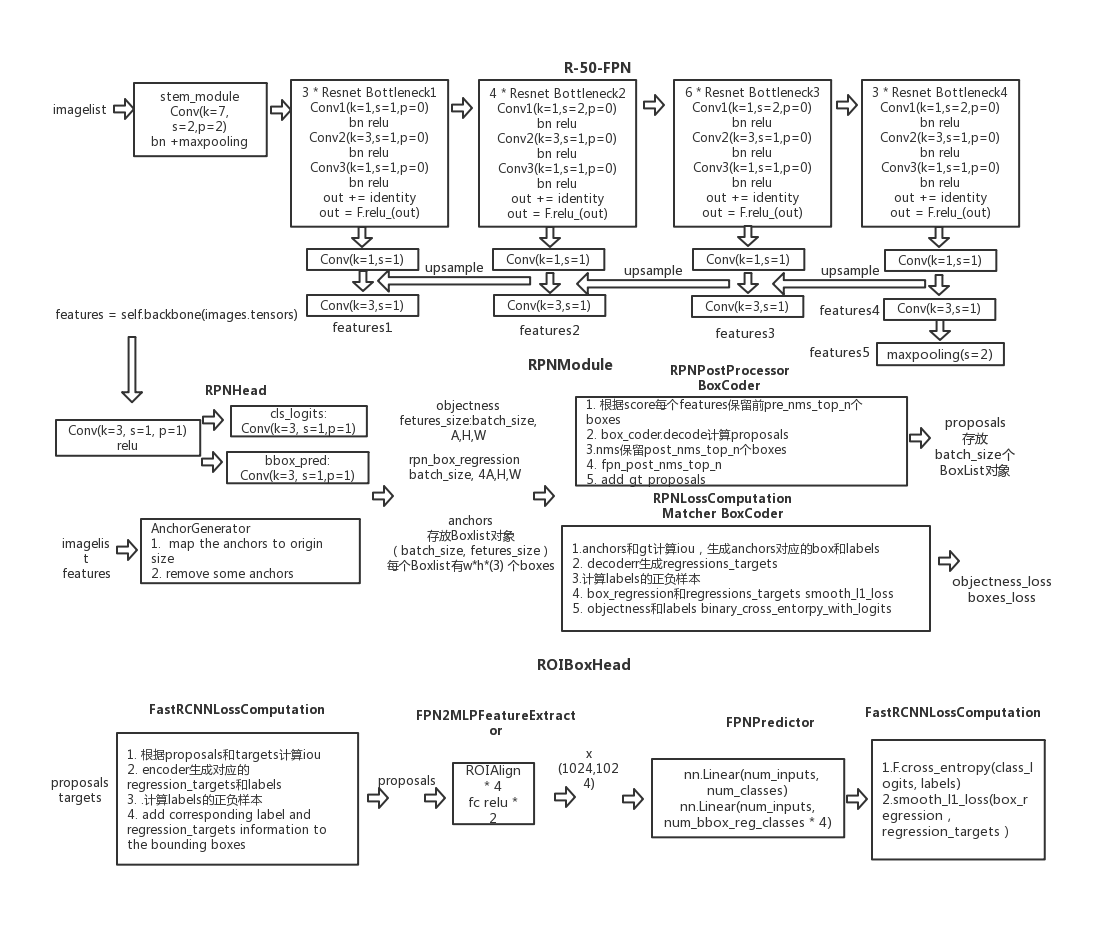 R-50-FPN
imagelist
stem_module
Conv(k=7,
s=2,p=2)
bn +maxpooling
3 * Resnet Bottleneck1
Conv1(k=1,s=1,p=0)
bn relu
Conv2(k=3,s=1,p=0)
bn relu
Conv3(k=1,s=1,p=0)
bn relu
out += identity
out = F.relu_(out)
4 * Resnet Bottleneck2
Conv1(k=1,s=2,p=0)
bn relu
Conv2(k=3,s=1,p=0)
bn relu
Conv3(k=1,s=1,p=0)
bn relu
out += identity
out = F.relu_(out)
6 * Resnet Bottleneck3
Conv1(k=1,s=2,p=0)
bn relu
Conv2(k=3,s=1,p=0)
bn relu
Conv3(k=1,s=1,p=0)
bn relu
out += identity
out = F.relu_(out)
3 * Resnet Bottleneck4
Conv1(k=1,s=2,p=0)
bn relu
Conv2(k=3,s=1,p=0)
bn relu
Conv3(k=1,s=1,p=0)
bn relu
out += identity
out = F.relu_(out)
Conv(k=1,s=1)
Conv(k=1,s=1)
Conv(k=1,s=1)
Conv(k=1,s=1)
upsample
upsample
upsample
Conv(k=3,s=1)
Conv(k=3,s=1)
Conv(k=3,s=1)
Conv(k=3,s=1)
features1
features2
features3
features4
features5
maxpooling(s=2)
features = self.backbone(images.tensors)
RPNModule
RPNHead
Conv(k=3, s=1, p=1)
relu
cls_logits:
Conv(k=3, s=1,p=1)
bbox_pred:
Conv(k=3, s=1,p=1)
objectness
fetures_size:batch_size,
A,H,W
rpn_box_regression
batch_size, 4A,H,W
anchors
存放Boxlist对象
( batch_size, fetures_size )
每个Boxlist有w*h*(3) 个boxes
imagelis
t
features
AnchorGenerator
1. map the anchors to origin
size
2. remove some anchors
RPNPostProcessor
BoxCoder
1. 根据score每个features保留前pre_nms_top_n个
boxes
2. box_coder.decode计算proposals
3.nms保留post_nms_top_n个boxes
4. fpn_post_nms_top_n
5. add_gt_proposals
proposals
存放
batch_size个
BoxList对象
RPNLossComputation
Matcher BoxCoder
1.anchors和gt计算iou，生成anchors对应的box和labels
2. decoderr生成regressions_targets
3.计算labels的正负样本
4. box_regression和regressions_targets smooth_l1_loss
5. objectness和labels binary_cross_entorpy_with_logits
objectness_loss
boxes_loss
ROIBoxHead
FastRCNNLossComputation
proposals
targets
1. 根据proposals和targets计算iou
2. encoder生成对应的
regression_targets和labels
3. .计算labels的正负样本
4. add corresponding label and
regression_targets information to
the bounding boxes
proposals
FPN2MLPFeatureExtract
or
ROIAlign
* 4
fc relu *
2
x
(1024,102
4)
FPNPredictor
nn.Linear(num_inputs,
num_classes)
nn.Linear(num_inputs,
num_bbox_reg_classes * 4)
FastRCNNLossComputation
1.F.cross_entropy(class_l
ogits, labels)
2.smooth_l1_loss(box_r
egression，
regression_targets）